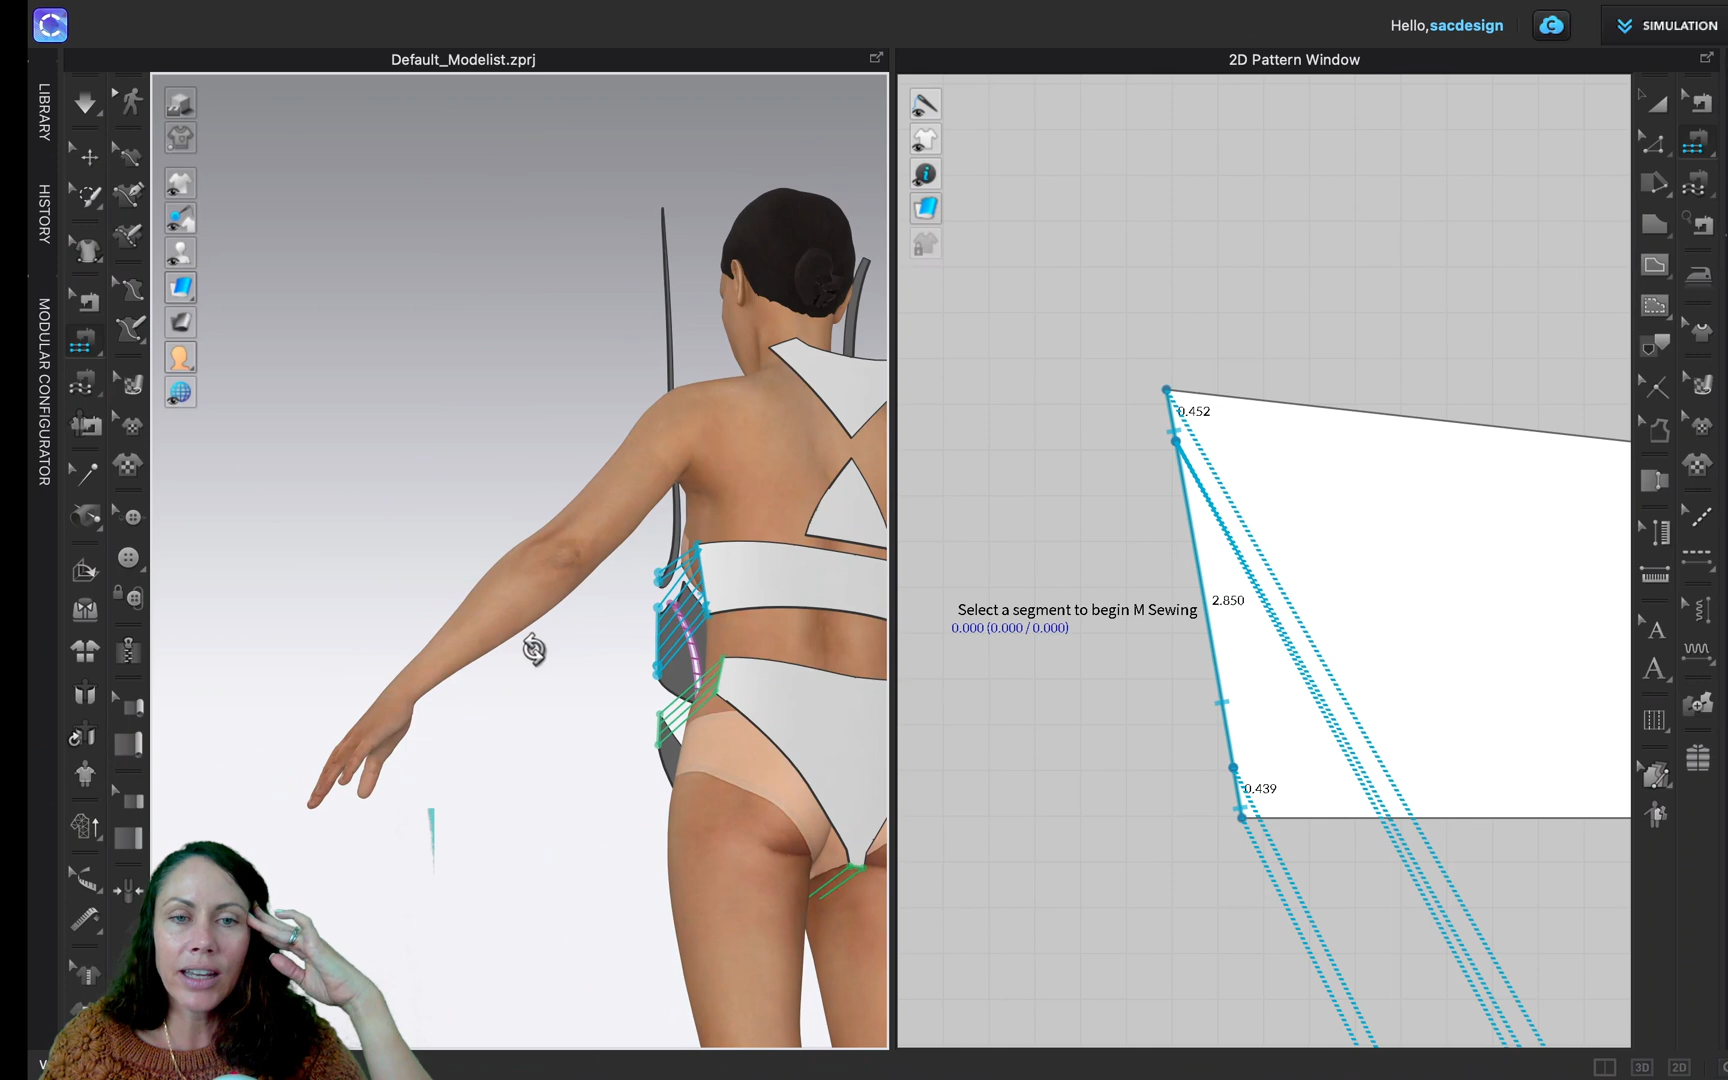 Hello,sacdesign
SIMULATION
Default_Modelist.zprj
2D Pattern Window
LIBRARY
HISTORY
MODULAR CONFIGURATOR
0.452
2.850
Select a segment to begin M Sewing
0.000 (0.000 / 0.000)
0.439
A
A
3D
2D